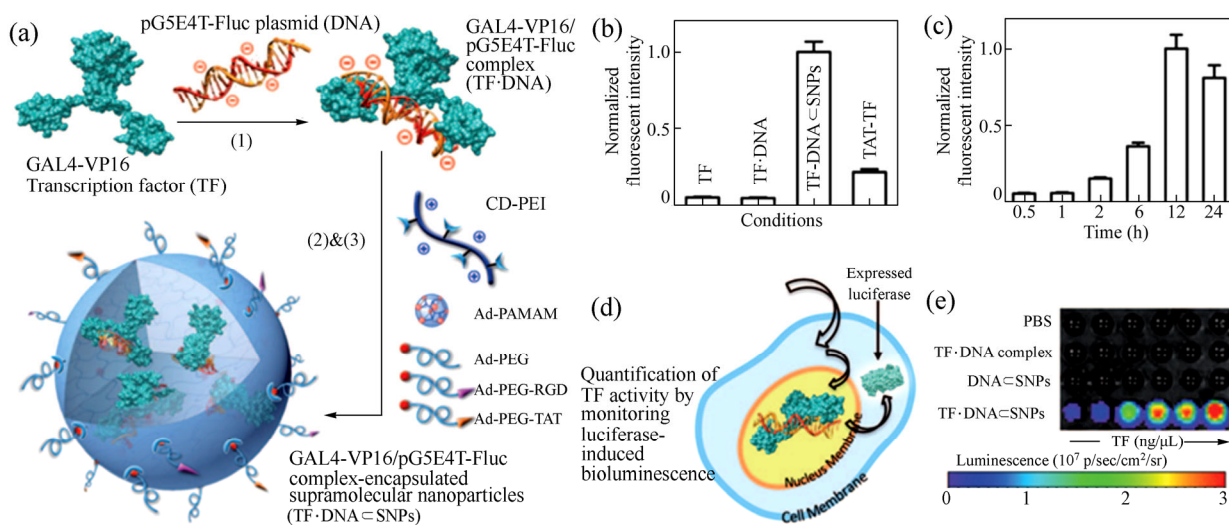 (a)
pG5E4T-Fluc plasmid (DNA)
GAL4-VP16/
pG5E4T-Fluc
complex
(TF·DNA)
(1)
GAL4-VP16
Transcription factor (TF)
(2)&(3)
CD-PEI
Ad-PAMAM
Ad-PEG
Ad-PEG-RGD
Ad-PEG-TAT
GAL4-VP16/pG5E4T-Fluc
complex-encapsulated
supramolecular nanoparticles
(TF·DNA⊂SNPs)
(b)
Normalized
fluorescent intensity
1.0
0.5
0
TF
TF·DNA
TF-DNA⊂SNPs
TAT-TF
Conditions
(c)
Normalized
fluorescent intensity
1.0
0.5
0
0.5 1 2 6 12 24
Time (h)
(d)
Expressed
luciferase
Quantification of
TF activity by
monitoring
luciferase-
induced
bioluminescence
Nucleus Membrane
Cell Membrane
(e)
PBS
TF·DNA complex
DNA⊂SNPs
TF·DNA⊂SNPs
TF (ng/μL)
Luminescence (10⁷ p/sec/cm²/sr)
0 1 2 3